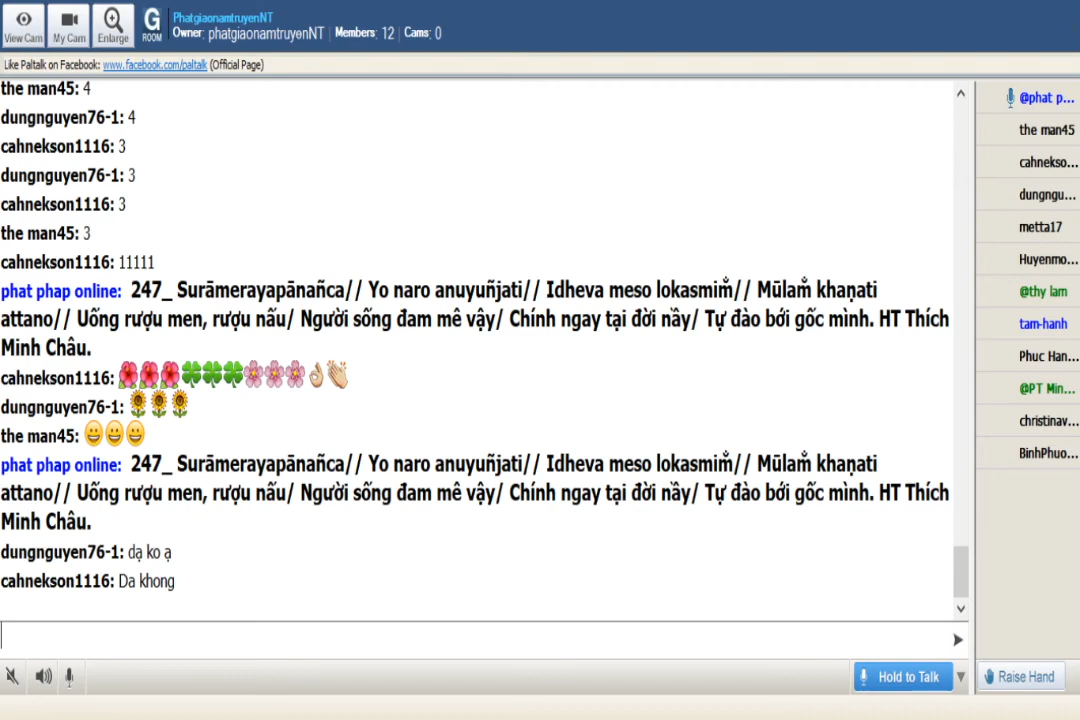 View Cam
My Cam
Enlarge
G
ROOM
PhatgiaonamtruyenNT
Owner: phatgiaonamtruyenNT | Members: 12 | Cams: 0
Like Paltalk on Facebook: www.facebook.com/paltalk (Official Page)
the man45: 4
dungnguyen76-1: 4
cahnekson1116: 3
dungnguyen76-1: 3
cahnekson1116: 3
the man45: 3
cahnekson1116: 11111
phat phap online: 247_ Surāmerayapānañca// Yo naro anuyuñjati// Idheva meso lokasmiṁ// Mūlaṁ khaṇati
attano// Uống rượu men, rượu nấu/ Người sống đam mê vậy/ Chính ngay tại đời nầy/ Tự đào bới gốc mình. HT Thích
Minh Châu.
cahnekson1116: 🌺🌺🌺🍀🍀🍀🌸🌸🌸👌👏
dungnguyen76-1: 🌻🌻🌻
the man45: 😀😀😀
phat phap online: 247_ Surāmerayapānañca// Yo naro anuyuñjati// Idheva meso lokasmiṁ// Mūlaṁ khaṇati
attano// Uống rượu men, rượu nấu/ Người sống đam mê vậy/ Chính ngay tại đời nầy/ Tự đào bới gốc mình. HT Thích
Minh Châu.
dungnguyen76-1: dạ ko ạ
cahnekson1116: Da khong
@phat p...
the man45
cahnekso...
dungngu...
metta17
Huyenmo...
@thy lam
tam-hanh
Phuc Han...
@PT Min...
christinav...
BinhPhuo...
Hold to Talk
Raise Hand